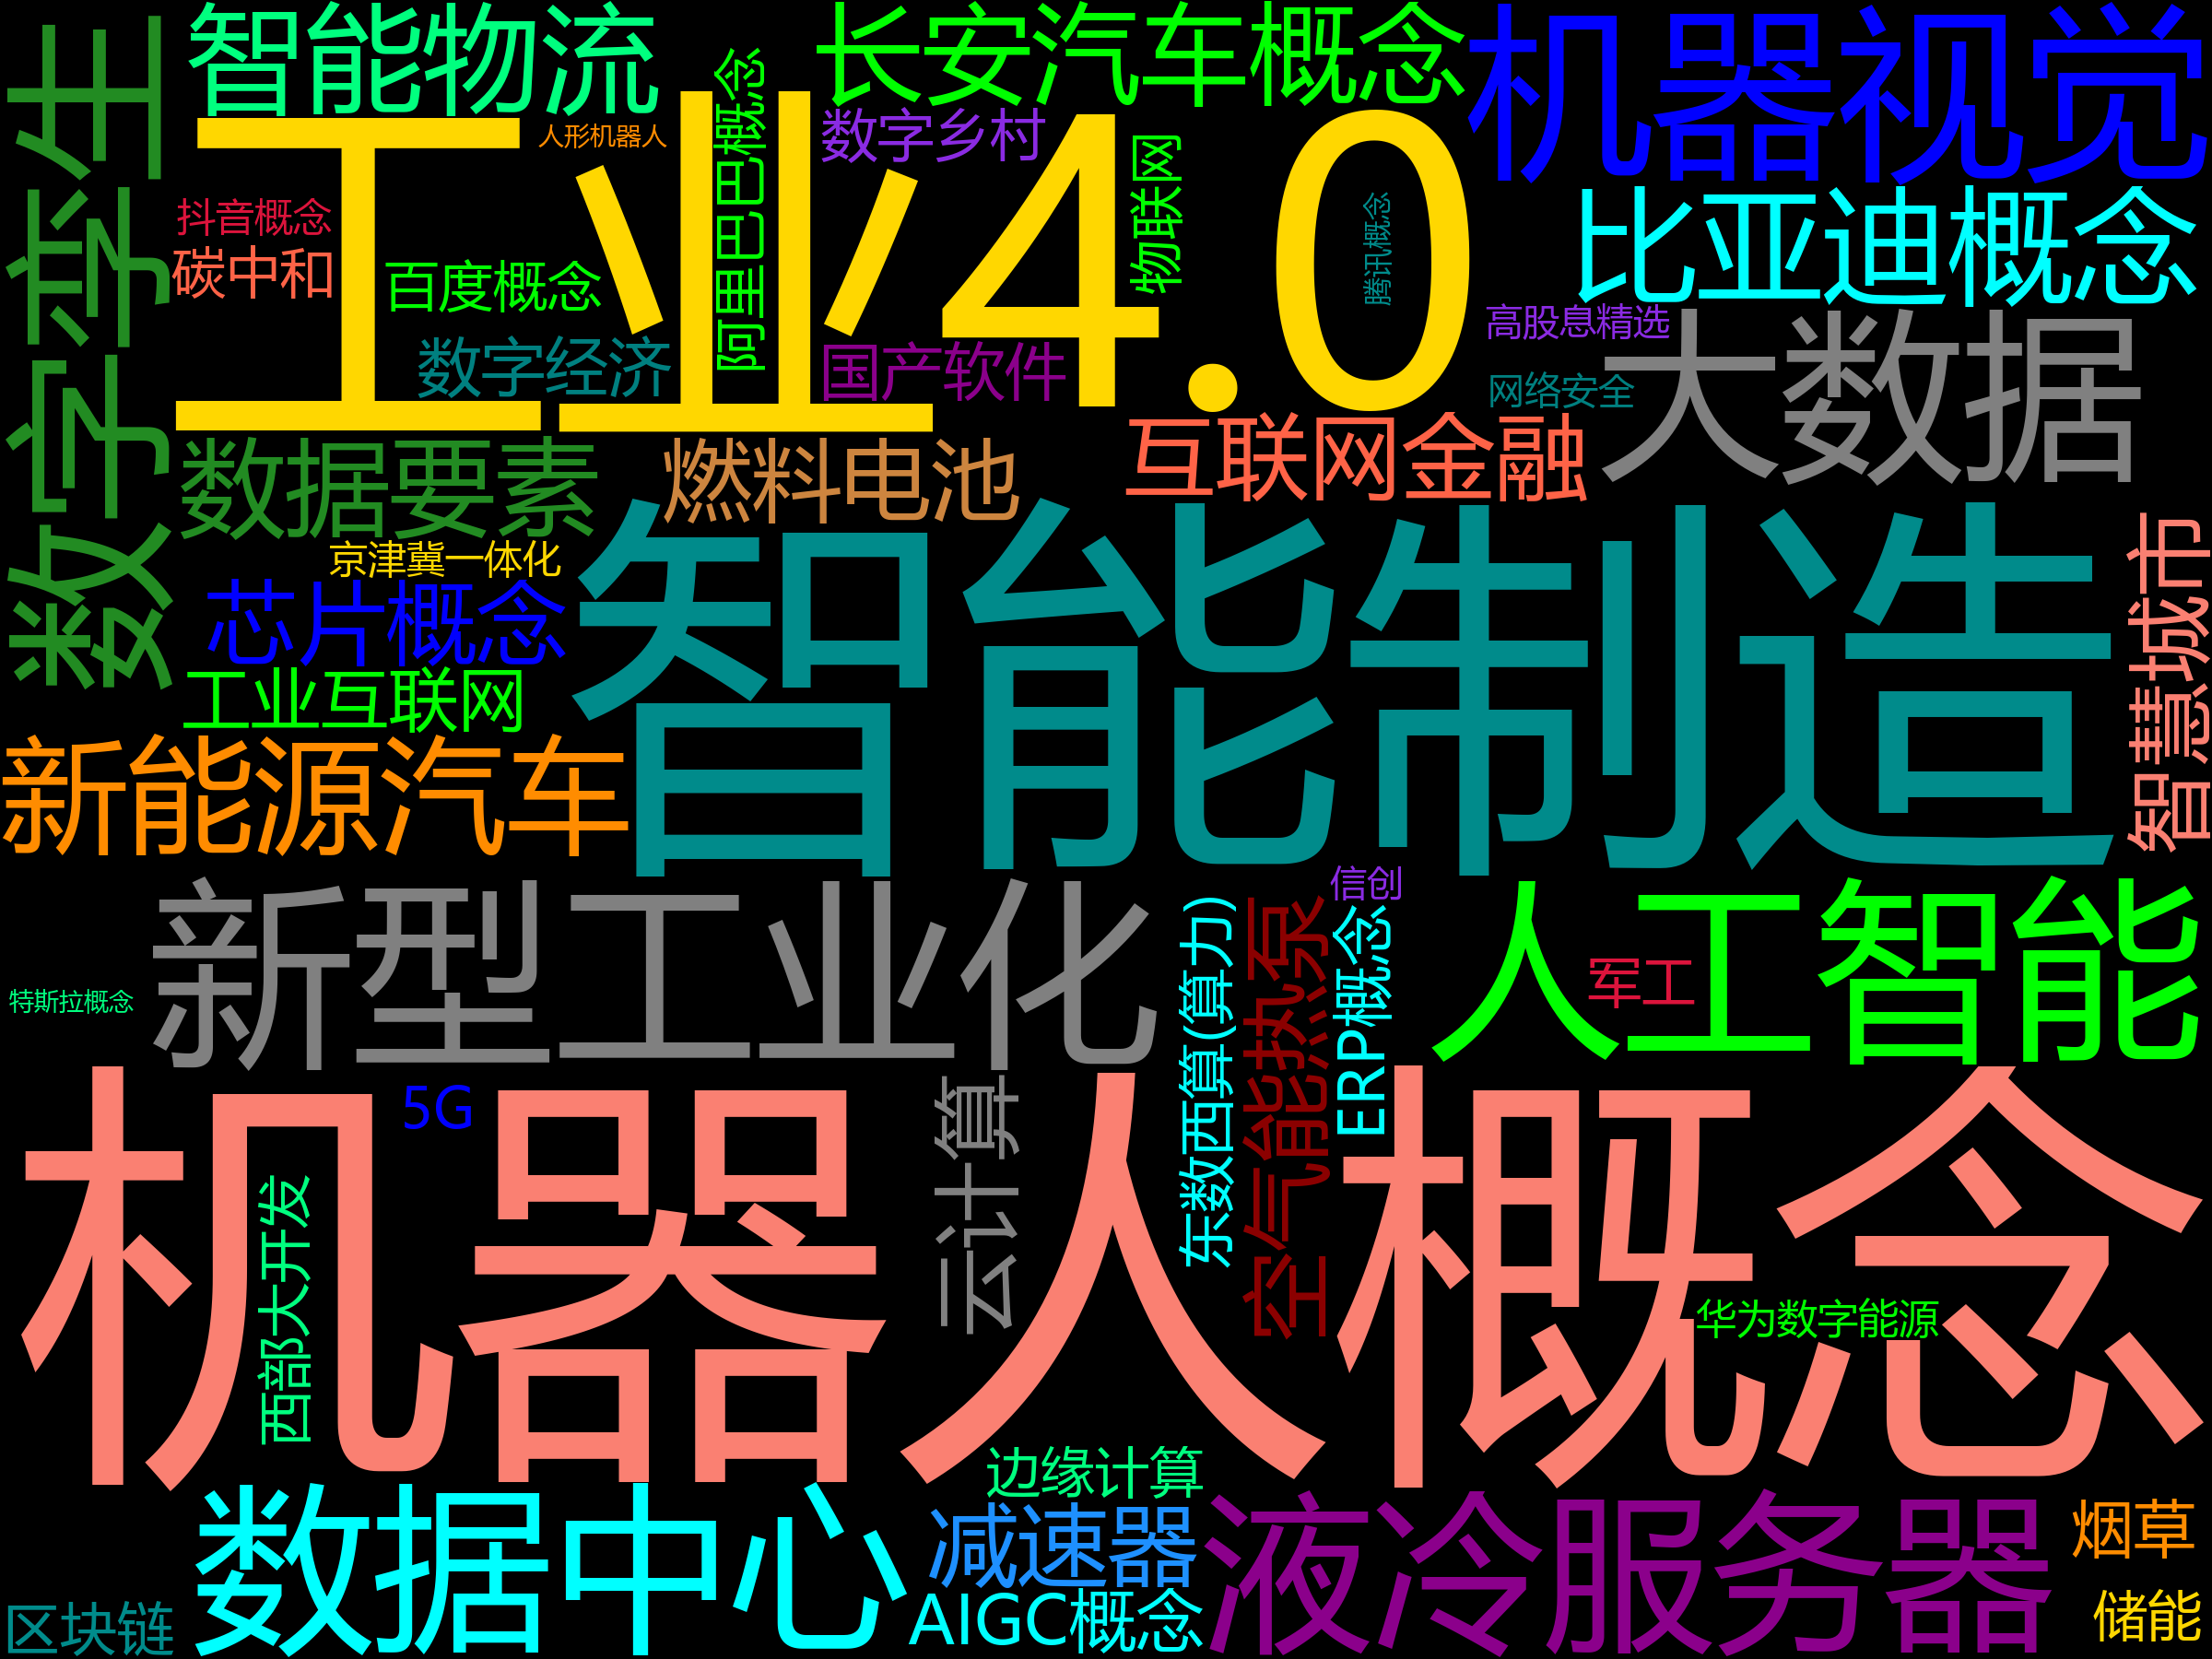 数字孪生
智能物流
长安汽车概念
机器视觉
人形机器人
阿里巴巴概念
数字乡村
工业4.0
物联网
腾讯概念
比亚迪概念
抖音概念
碳中和
百度概念
数字经济
国产软件
高股息精选
网络安全
大数据
数据要素
燃料电池
互联网金融
京津冀一体化
芯片概念
工业互联网
智能制造
智慧城市
新能源汽车
新型工业化
信创
人工智能
军工
特斯拉概念
东数西算(算力)
空气能热泵
ERP概念
5G
云计算
机器人概念
西部大开发
华为数字能源
边缘计算
数据中心
减速器
液冷服务器
烟草
区块链
AIGC概念
储能